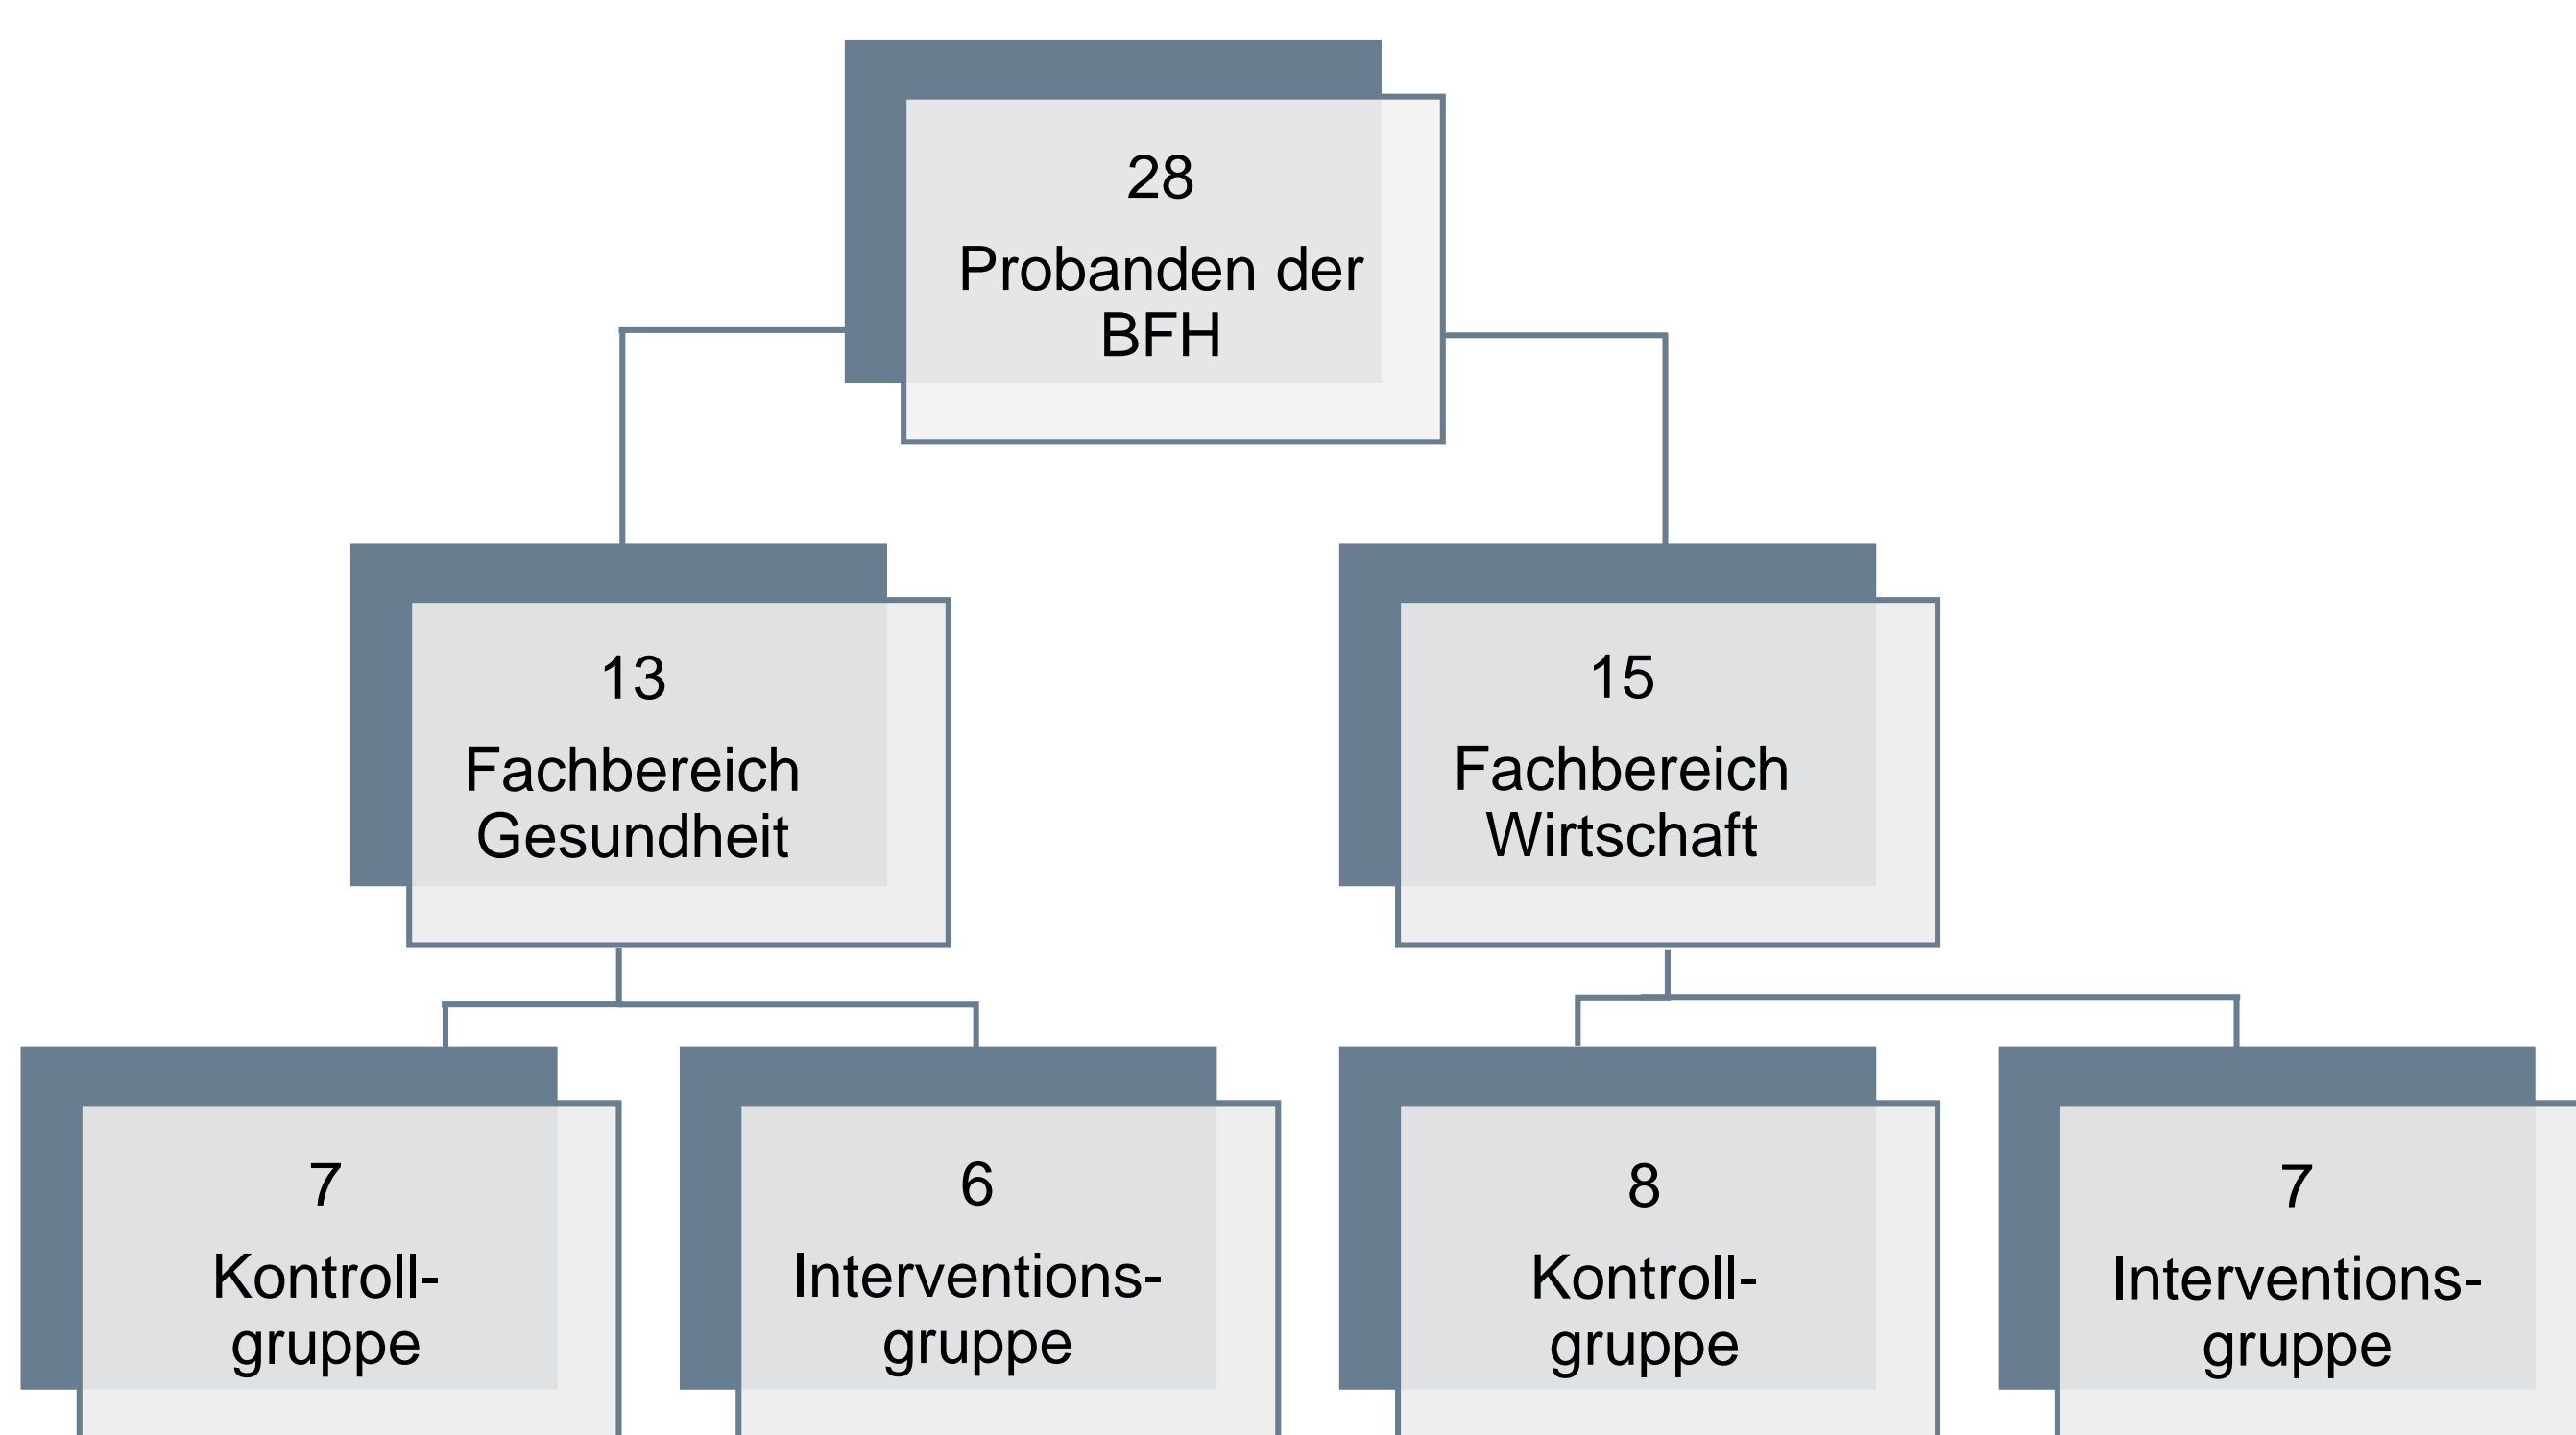 28
Probanden der
BFH
13
Fachbereich
Gesundheit
15
Fachbereich
Wirtschaft
7
Kontroll-
gruppe
6
Interventions-
gruppe
8
Kontroll-
gruppe
7
Interventions-
gruppe